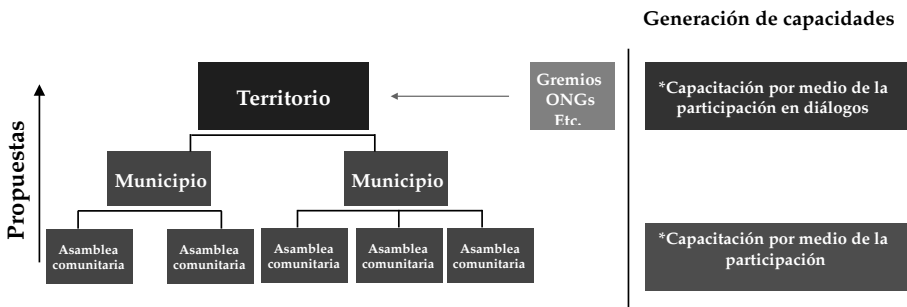 Generación de capacidades
Propuestas
Territorio
Gremios
ONGs
Etc.
*Capacitación por medio de la
participación en diálogos
Municipio
Municipio
Asamblea
comunitaria
Asamblea
comunitaria
Asamblea
comunitaria
Asamblea
comunitaria
Asamblea
comunitaria
*Capacitación por medio de la
participación